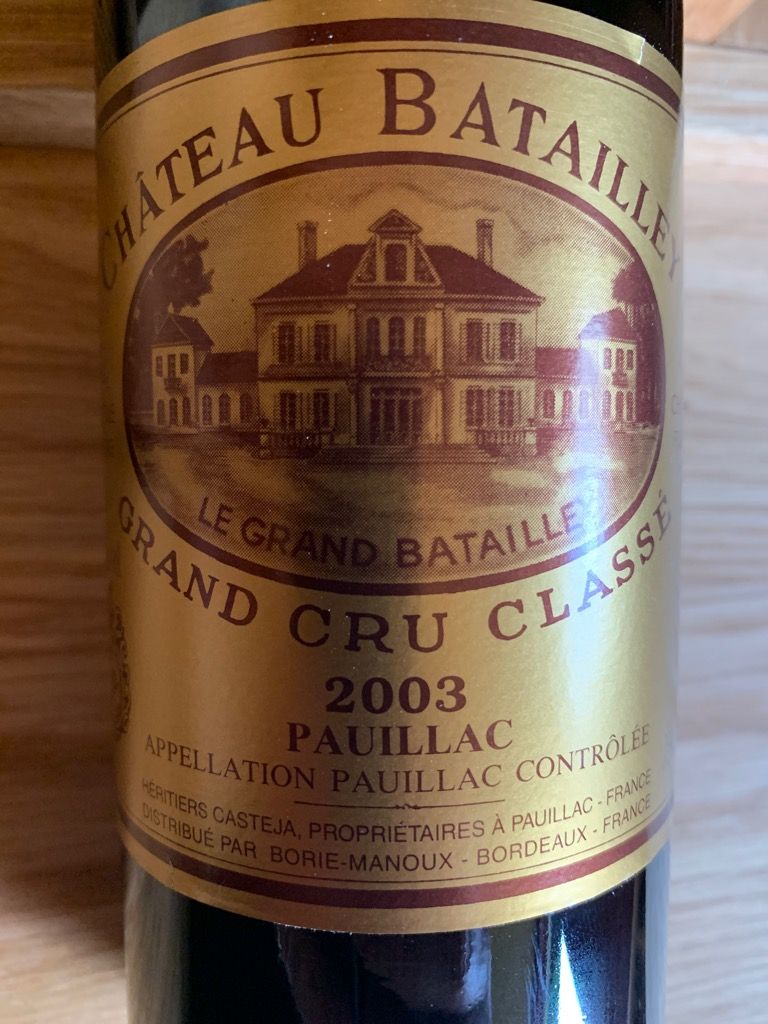 CHÂTEAU BATAILLEY
LE GRAND BATAILLEY
GRAND CRU CLASSÉ
2003
PAUILLAC
APPELLATION PAUILLAC CONTRÔLÉE
HÉRITIERS CASTEJA, PROPRIÉTAIRES À PAUILLAC - FRANCE
DISTRIBUÉ PAR BORIE-MANOUX - BORDEAUX - FRANCE